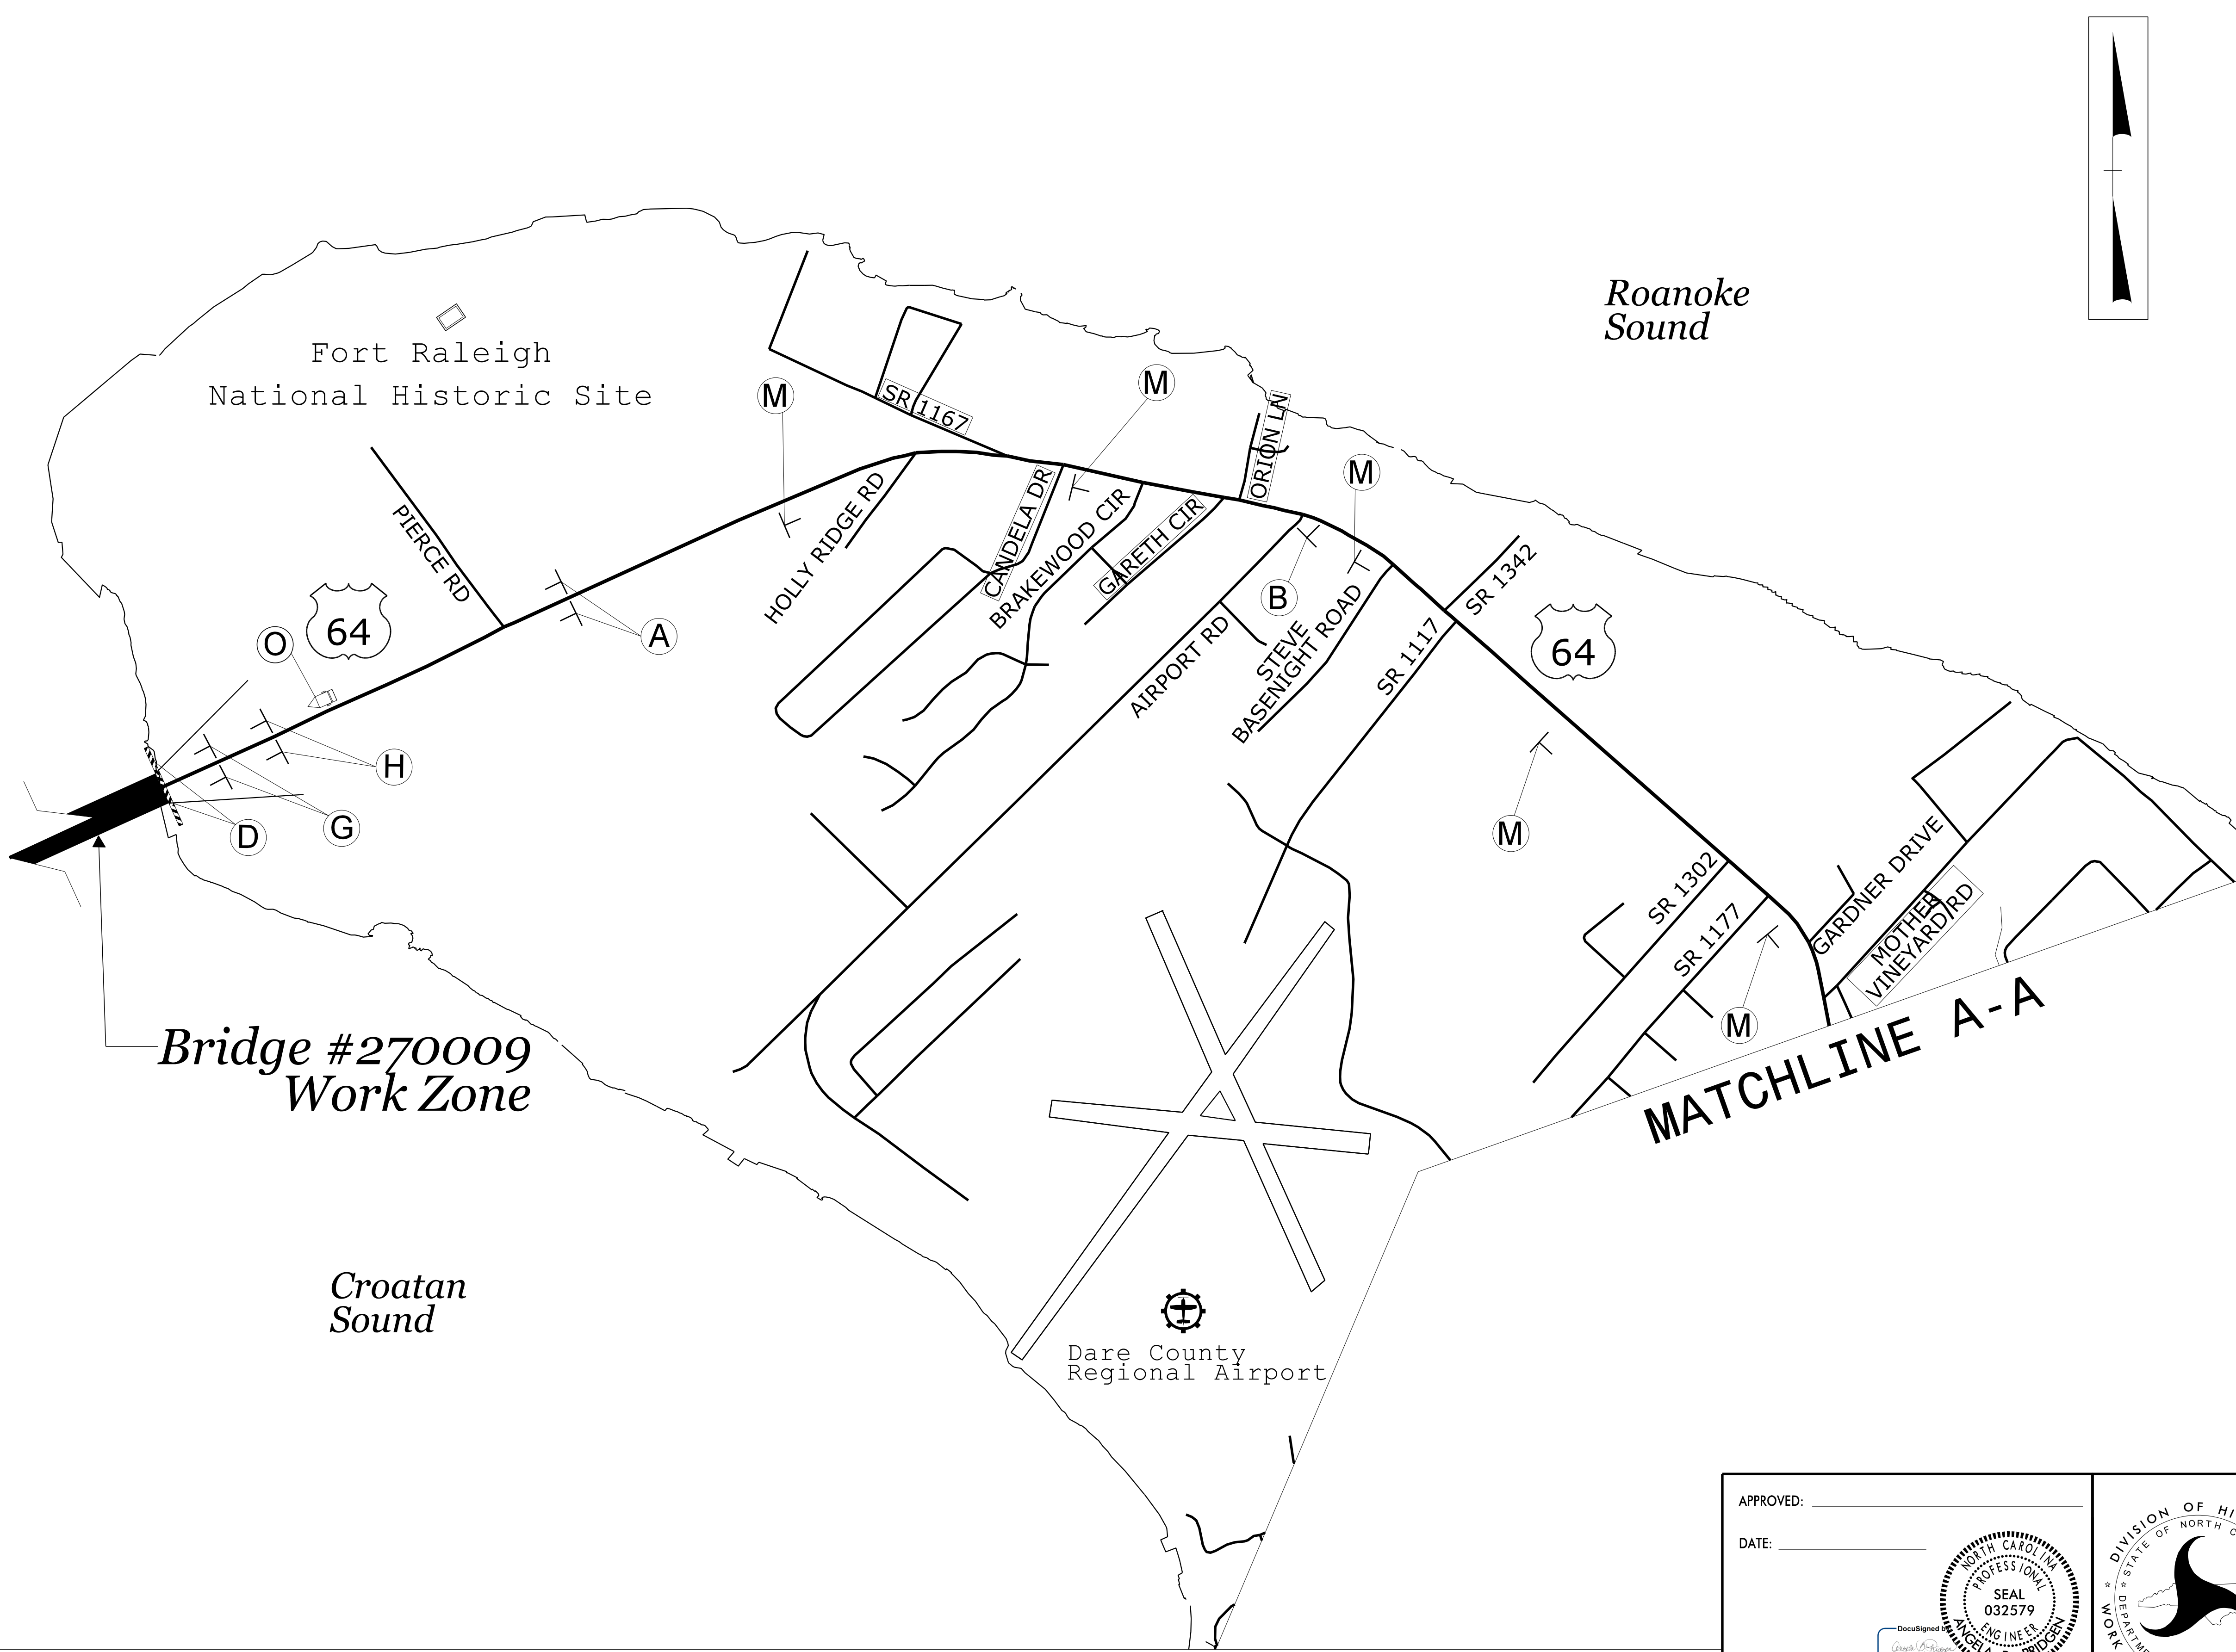 Roanoke
Sound
Fort Raleigh
National Historic Site
M
M
SR 1167
ORION LN
M
PIERCE RD
HOLLY RIDGE RD
CANDELA DR
BRAKEWOOD CIR
GARETH CIR
B
SR 1342
64
O
A
AIRPORT RD
STEVE
BASENIGHT ROAD
SR 1117
64
H
G
D
M
SR 1302
SR 1177
GARDNER DRIVE
MOTHER
VINEYARD RD
M
MATCHLINE A-A
Bridge #270009
Work Zone
Croatan
Sound
Dare County
Regional Airport
APPROVED:
DATE:
NORTH CAROLINA
PROFESSIONAL
SEAL
032579
ENGINEER
DocuSigned by
DIVISION OF
STATE OF NORTH
WORK